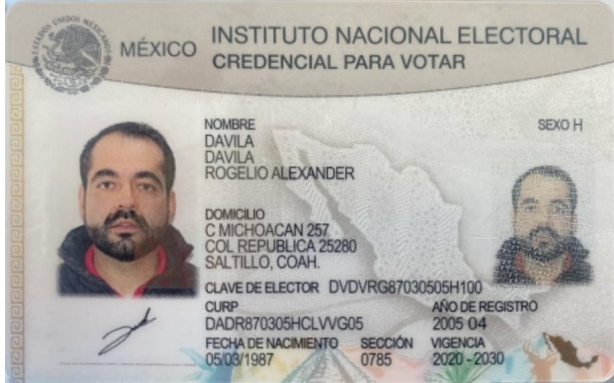 ESTADOS UNIDOS MEXICANOS
MÉXICO
INSTITUTO NACIONAL ELECTORAL
CREDENCIAL PARA VOTAR
NOMBRE
SEXO H
DAVILA
DAVILA
ROGELIO ALEXANDER
DOMICILIO
C MICHOACAN 257
COL REPUBLICA 25280
SALTILLO, COAH.
CLAVE DE ELECTOR DVDVRG87030505H100
CURP
AÑO DE REGISTRO
DADR870305HCLVVG05
2005 04
FECHA DE NACIMIENTO SECCIÓN VIGENCIA
05/03/1987 0785 2020 - 2030